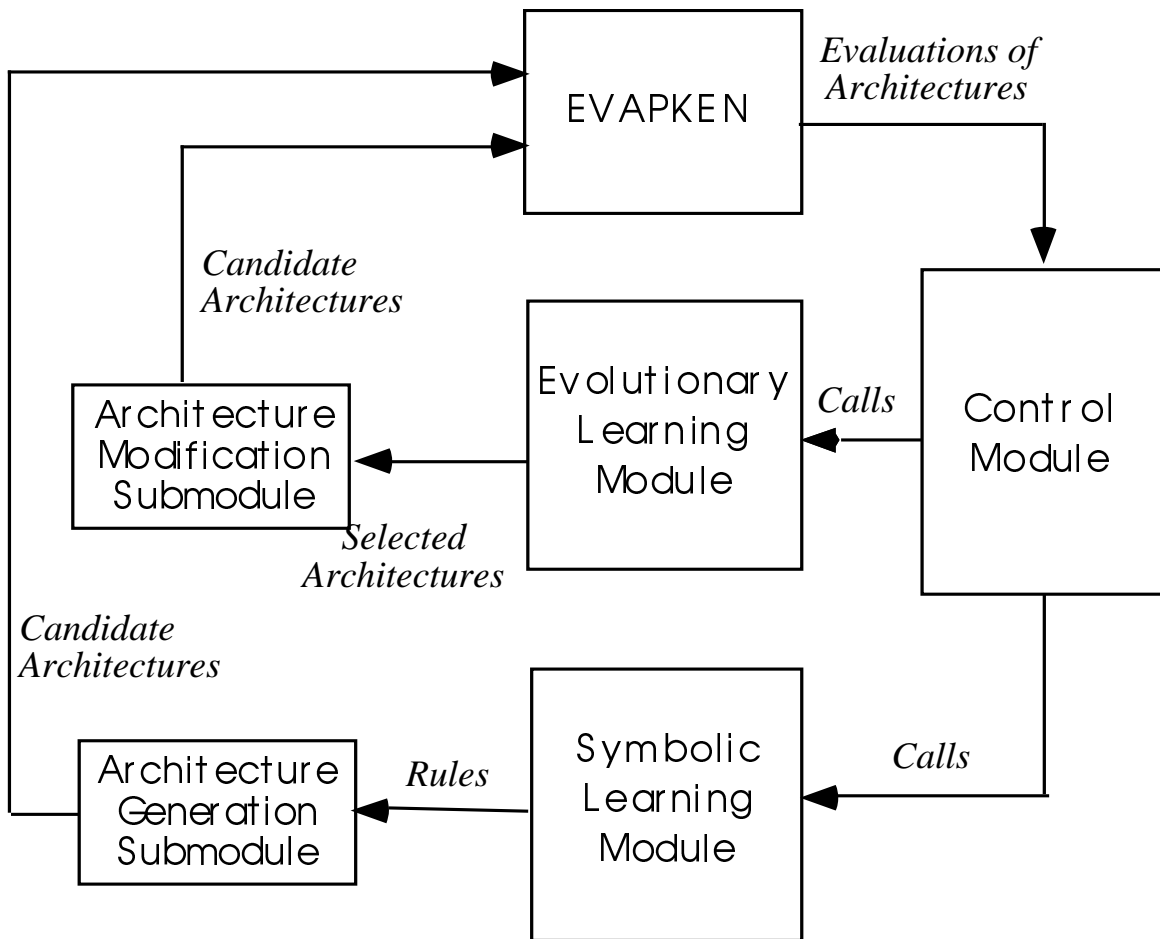 EVAPKEN
Evaluations of
Architectures
Candidate
Architectures
Architecture
Modification
Submodule
Evolutionary
Learning
Module
Calls
Control
Module
Selected
Architectures
Candidate
Architectures
Architecture
Generation
Submodule
Rules
Symbolic
Learning
Module
Calls